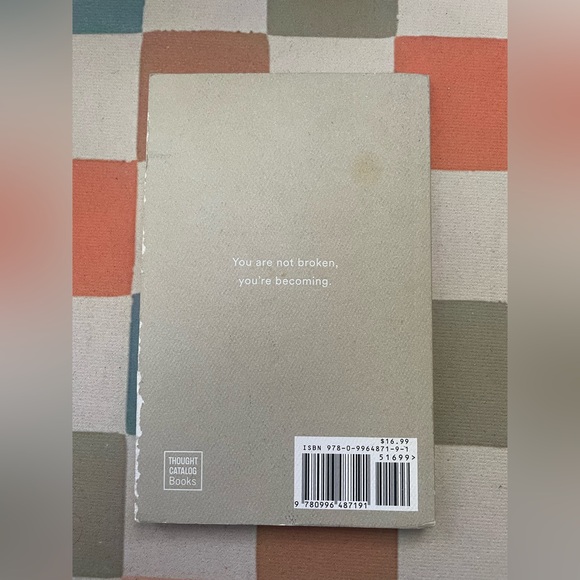 You are not broken,
you're becoming.
$16.99
ISBN 978-0-9964871-9-1
51699>
9 780996 487191
THOUGHT
CATALOG
Books